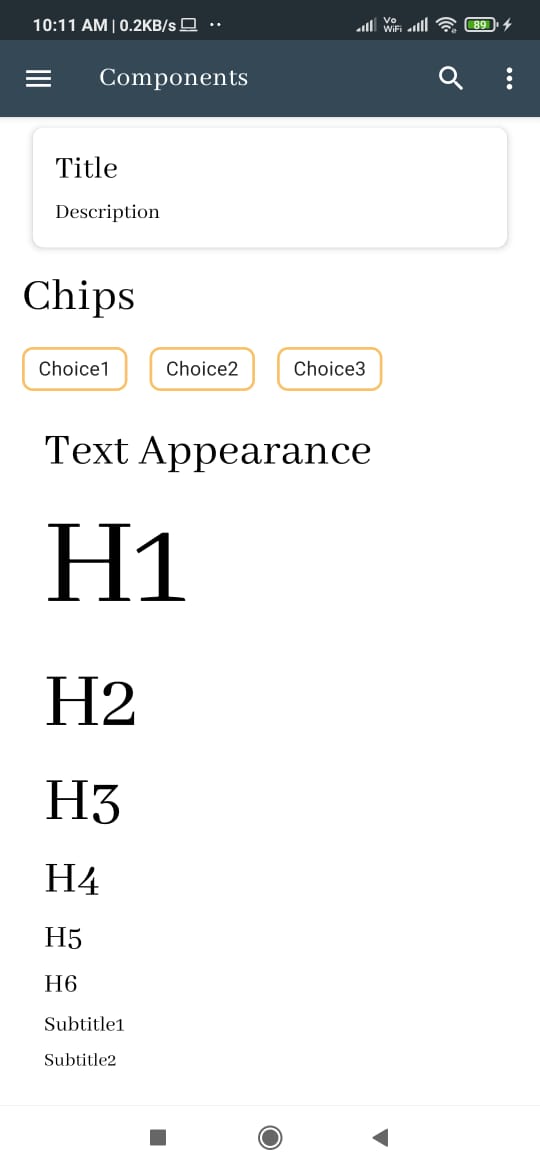 10:11 AM | 0.2KB/s
Vo
WiFi
89
Components
Title
Description
Chips
Choice1 Choice2 Choice3
Text Appearance
H1
H2
H3
H4
H5
H6
Subtitle1
Subtitle2